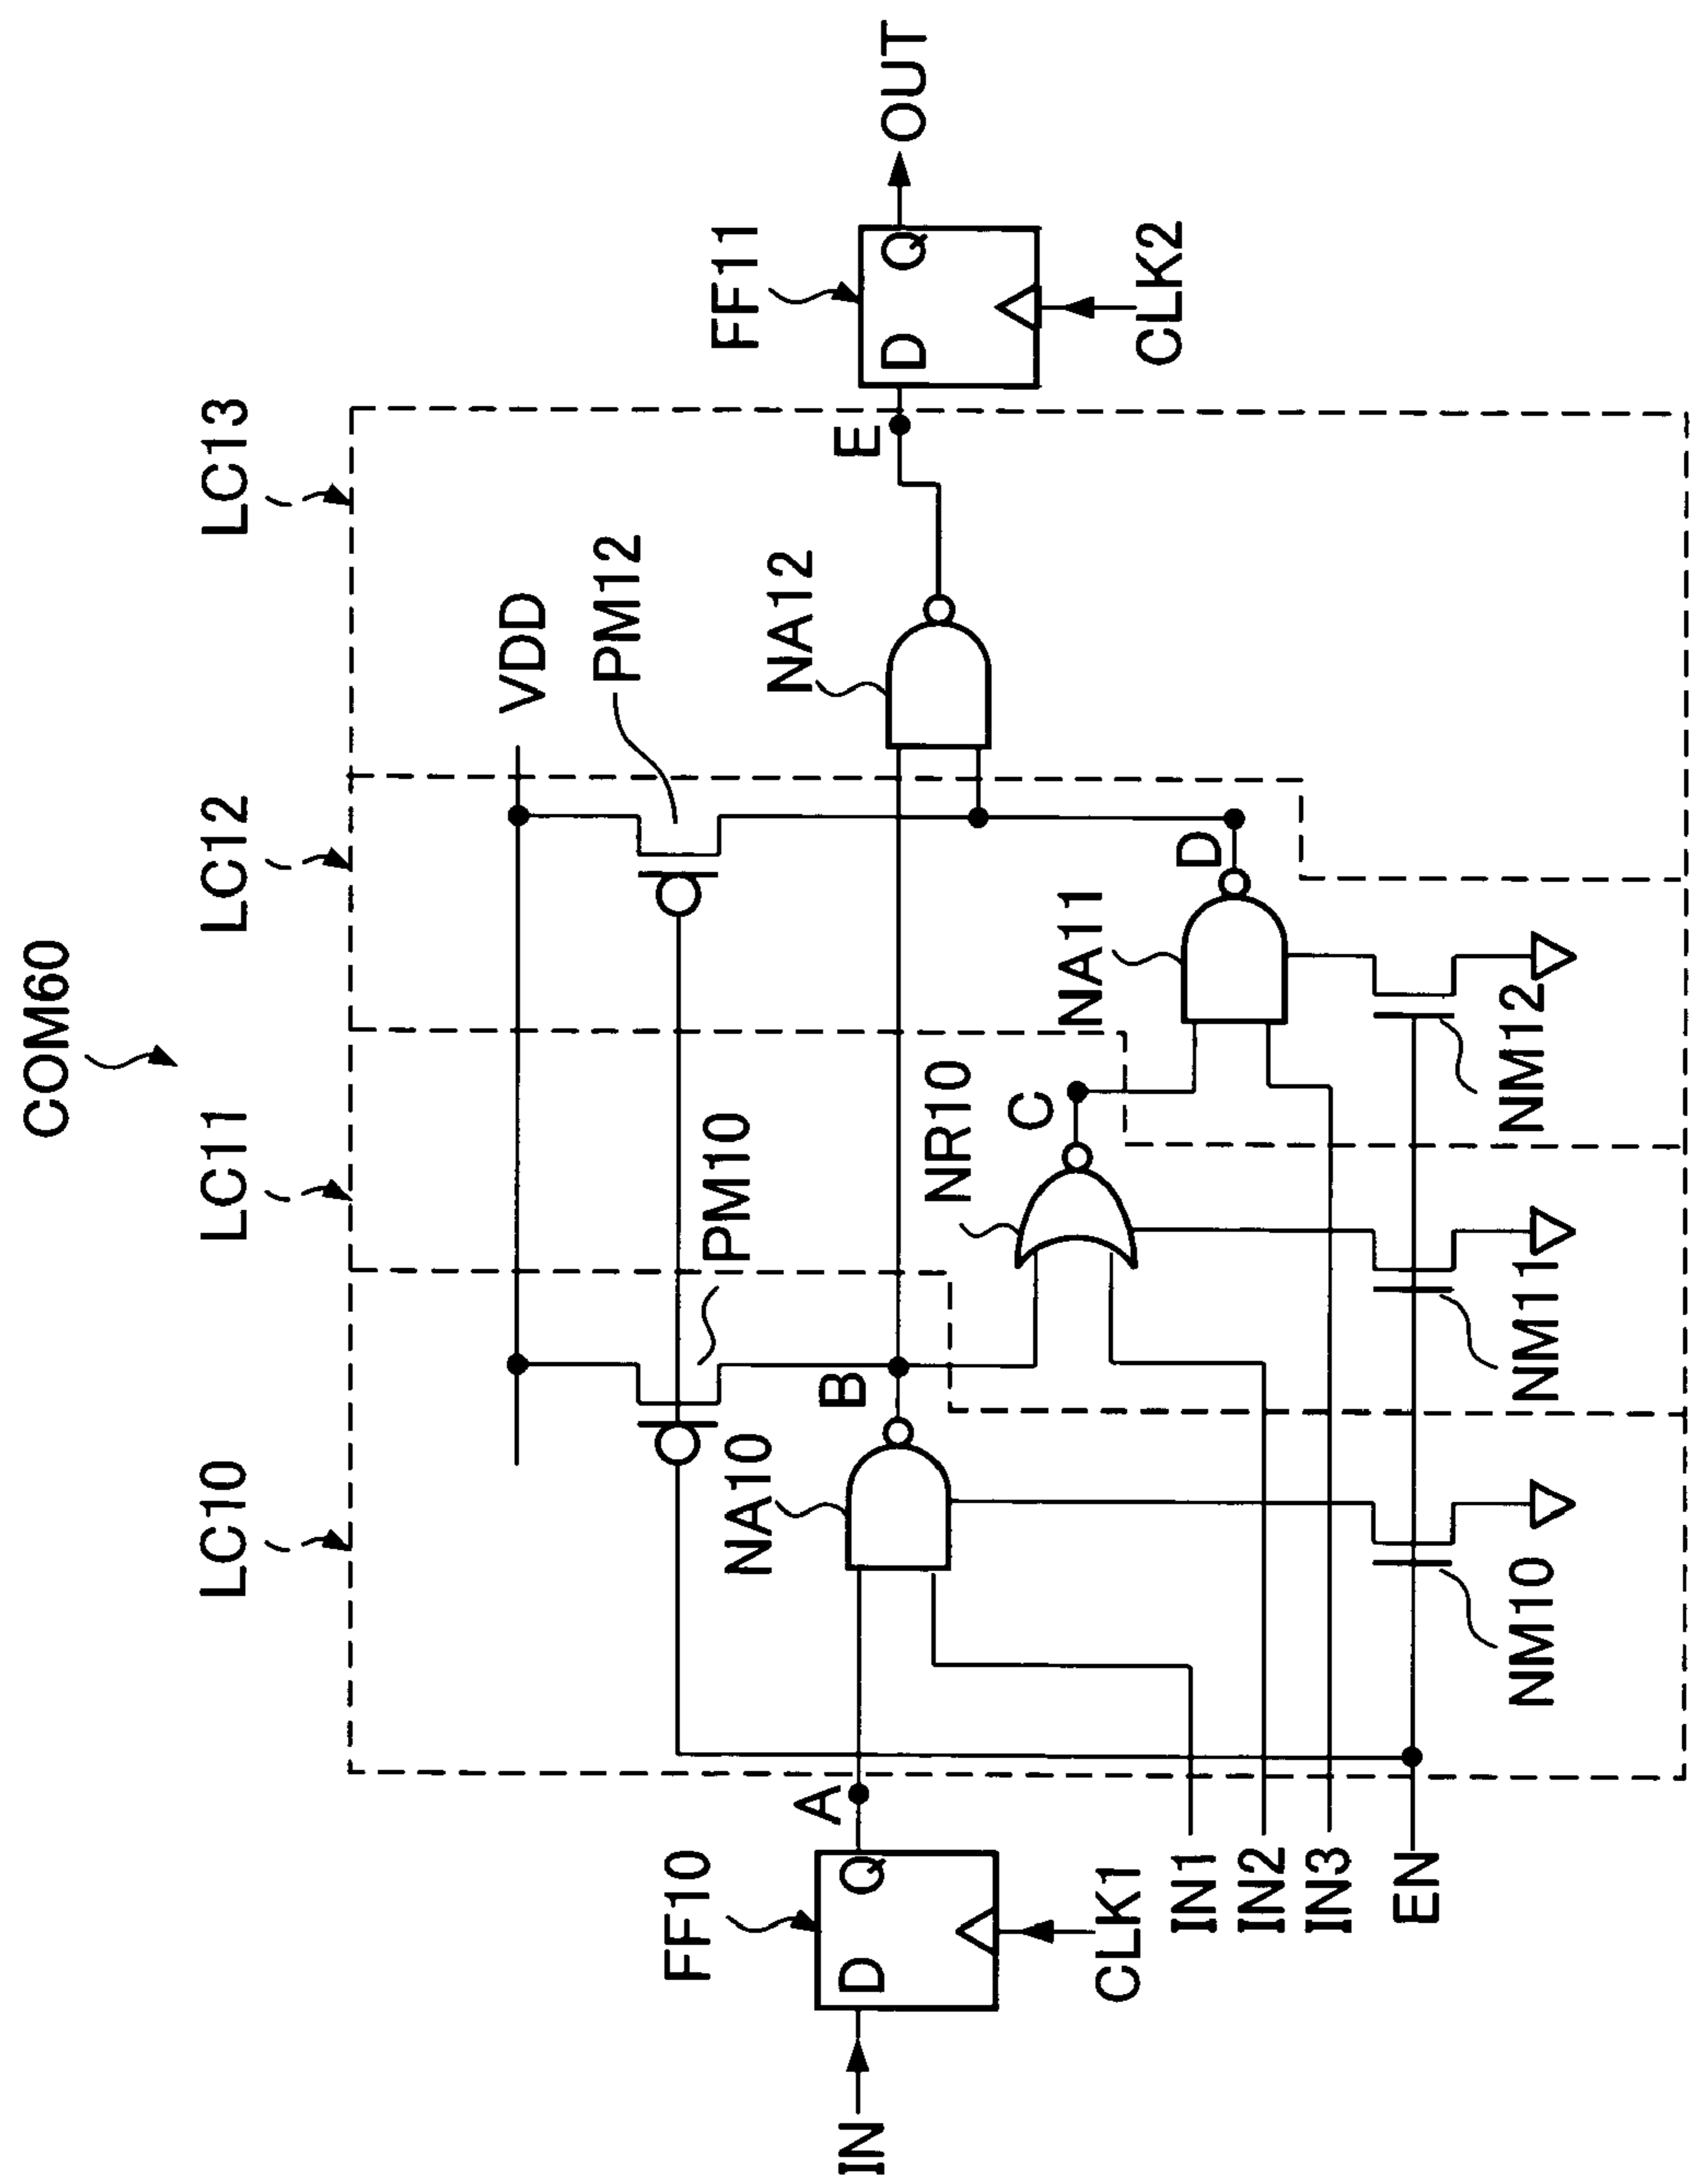 COM60
LC10
LC11
LC12
LC13
VDD
PM10
PM12
NA10
B
NA12
E
FF11
D
Q
OUT
CLK2
FF10
D
Q
A
IN
CLK1
NR10
C
NA11
D
IN1
IN2
IN3
EN
NM10
NM11
NM12